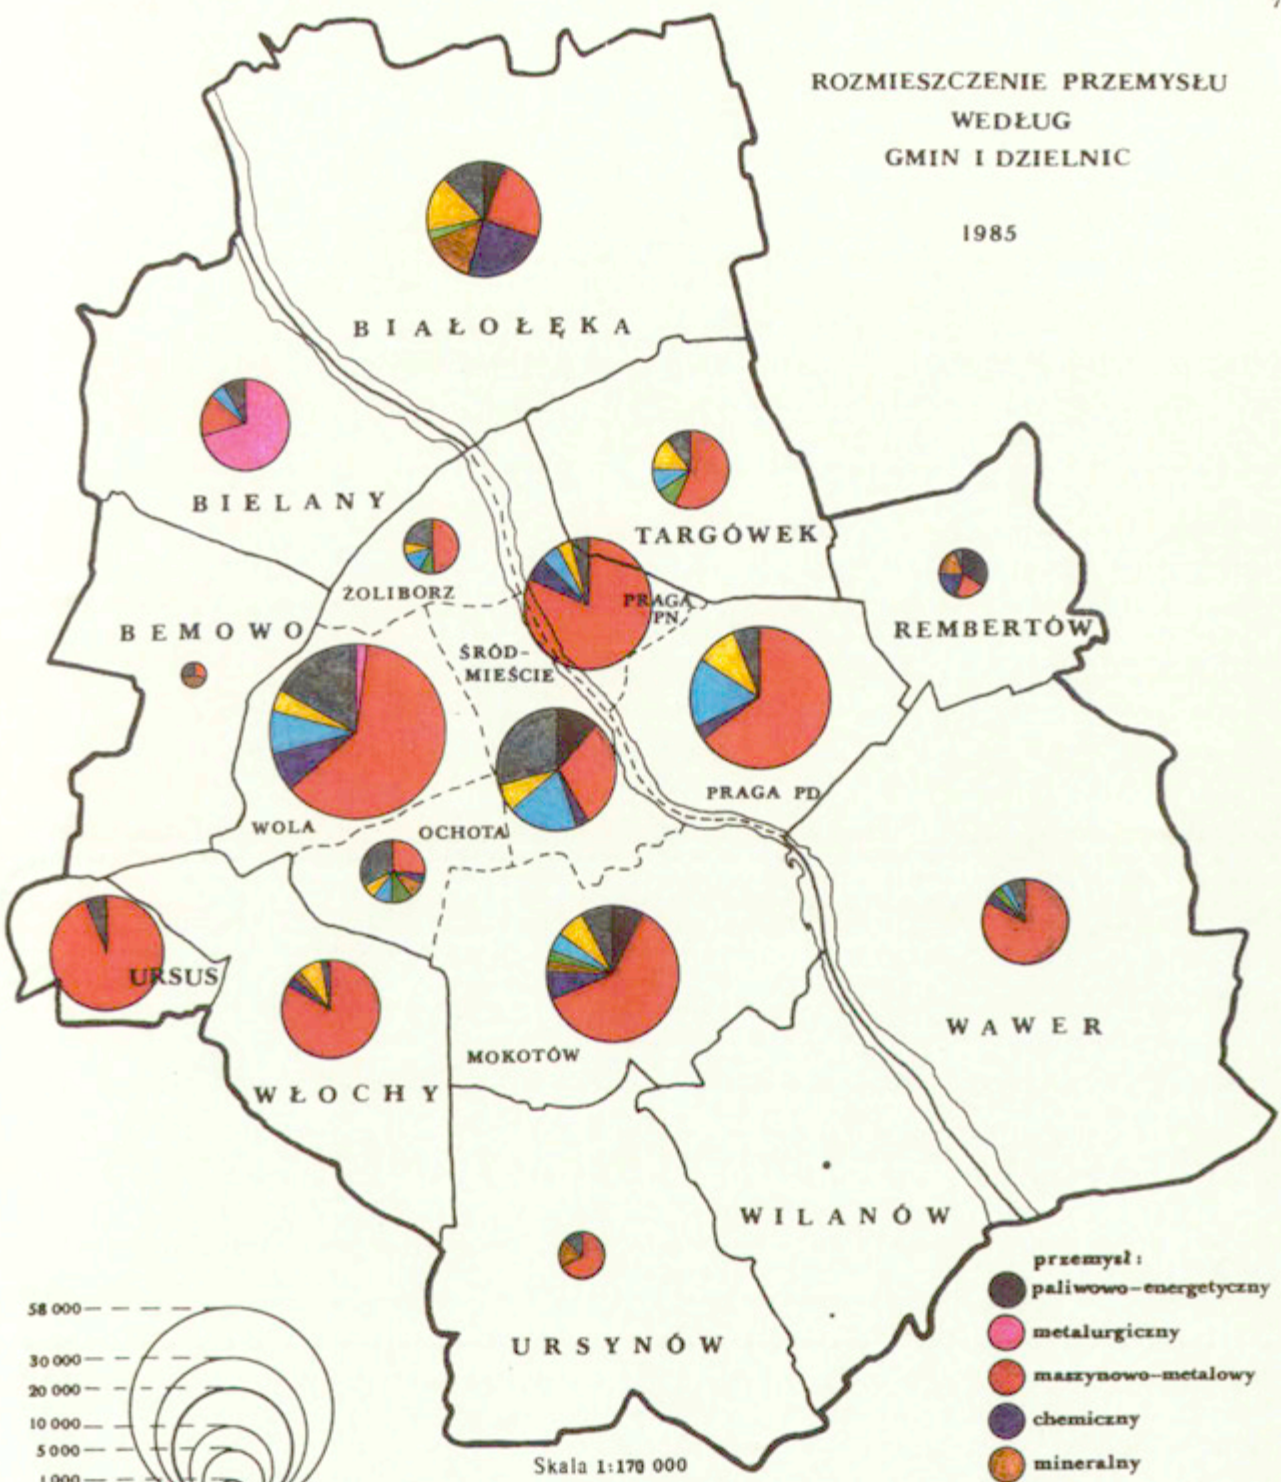 ROZMIESZCZENIE PRZEMYSŁU
WEDŁUG
GMIN I DZIELNIC
1985
BIAŁOŁĘKA
BIELANY
TARGÓWEK
ŻOLIBORZ
PRAGA
PN
REMBERTÓW
BEMOWO
ŚRÓD-
MIEŚCIE
PRAGA PD
WOLA
OCHOTA
URSUS
WAWER
MOKOTÓW
WŁOCHY
WILANÓW
URSYNÓW
przemysł:
paliwowo-energetyczny
metalurgiczny
maszynowo-metalowy
chemiczny
mineralny
58 000
30 000
20 000
10 000
5 000
1 000
Skala 1:170 000